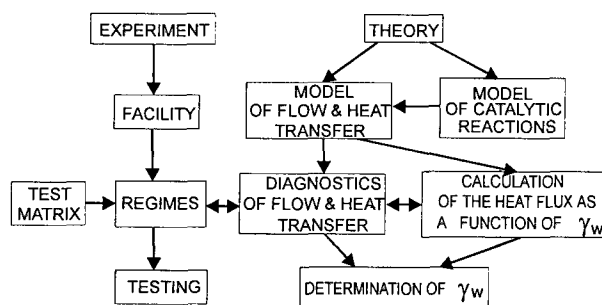 EXPERIMENT
THEORY
FACILITY
MODEL
OF FLOW & HEAT
TRANSFER
MODEL
OF CATALYTIC
REACTIONS
TEST
MATRIX
REGIMES
DIAGNOSTICS
OF FLOW & HEAT
TRANSFER
CALCULATION
OF THE HEAT FLUX AS
A FUNCTION OF γw
TESTING
DETERMINATION OF γw